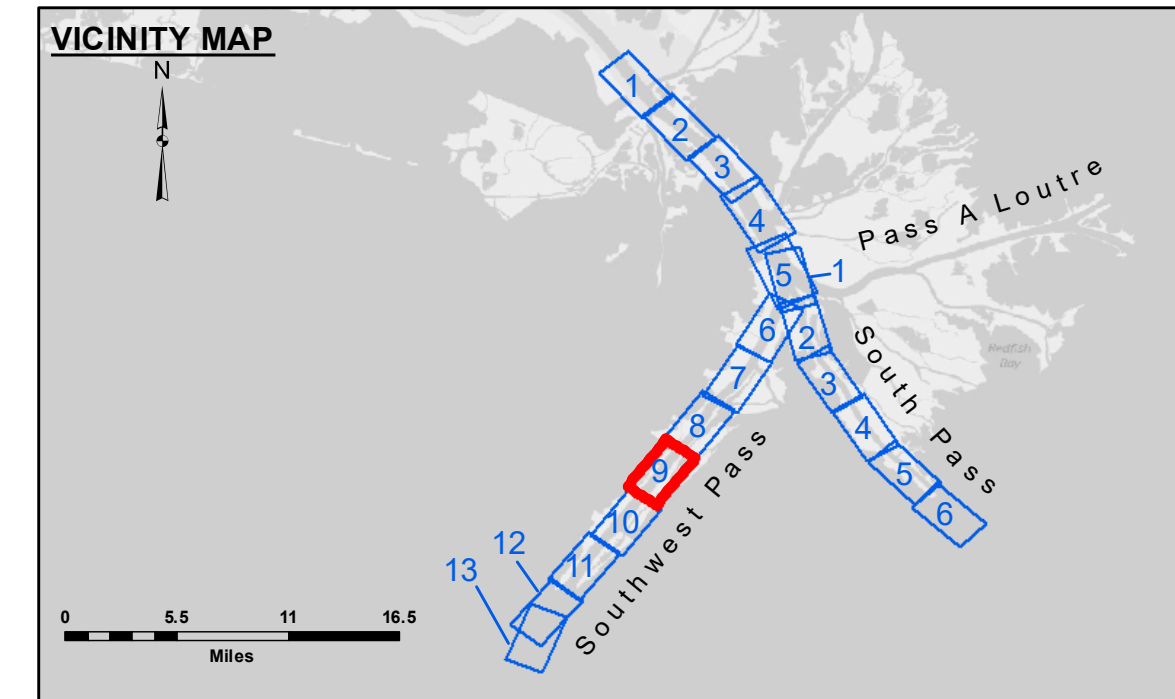 VICINITY MAP
N
1
2
3
4
5
1
Pass A Loutre
6
2
South Pass
Redfish
Bay
7
3
8
4
9
5
10
6
Southwest Pass
11
12
13
0 5.5 11 16.5
Miles